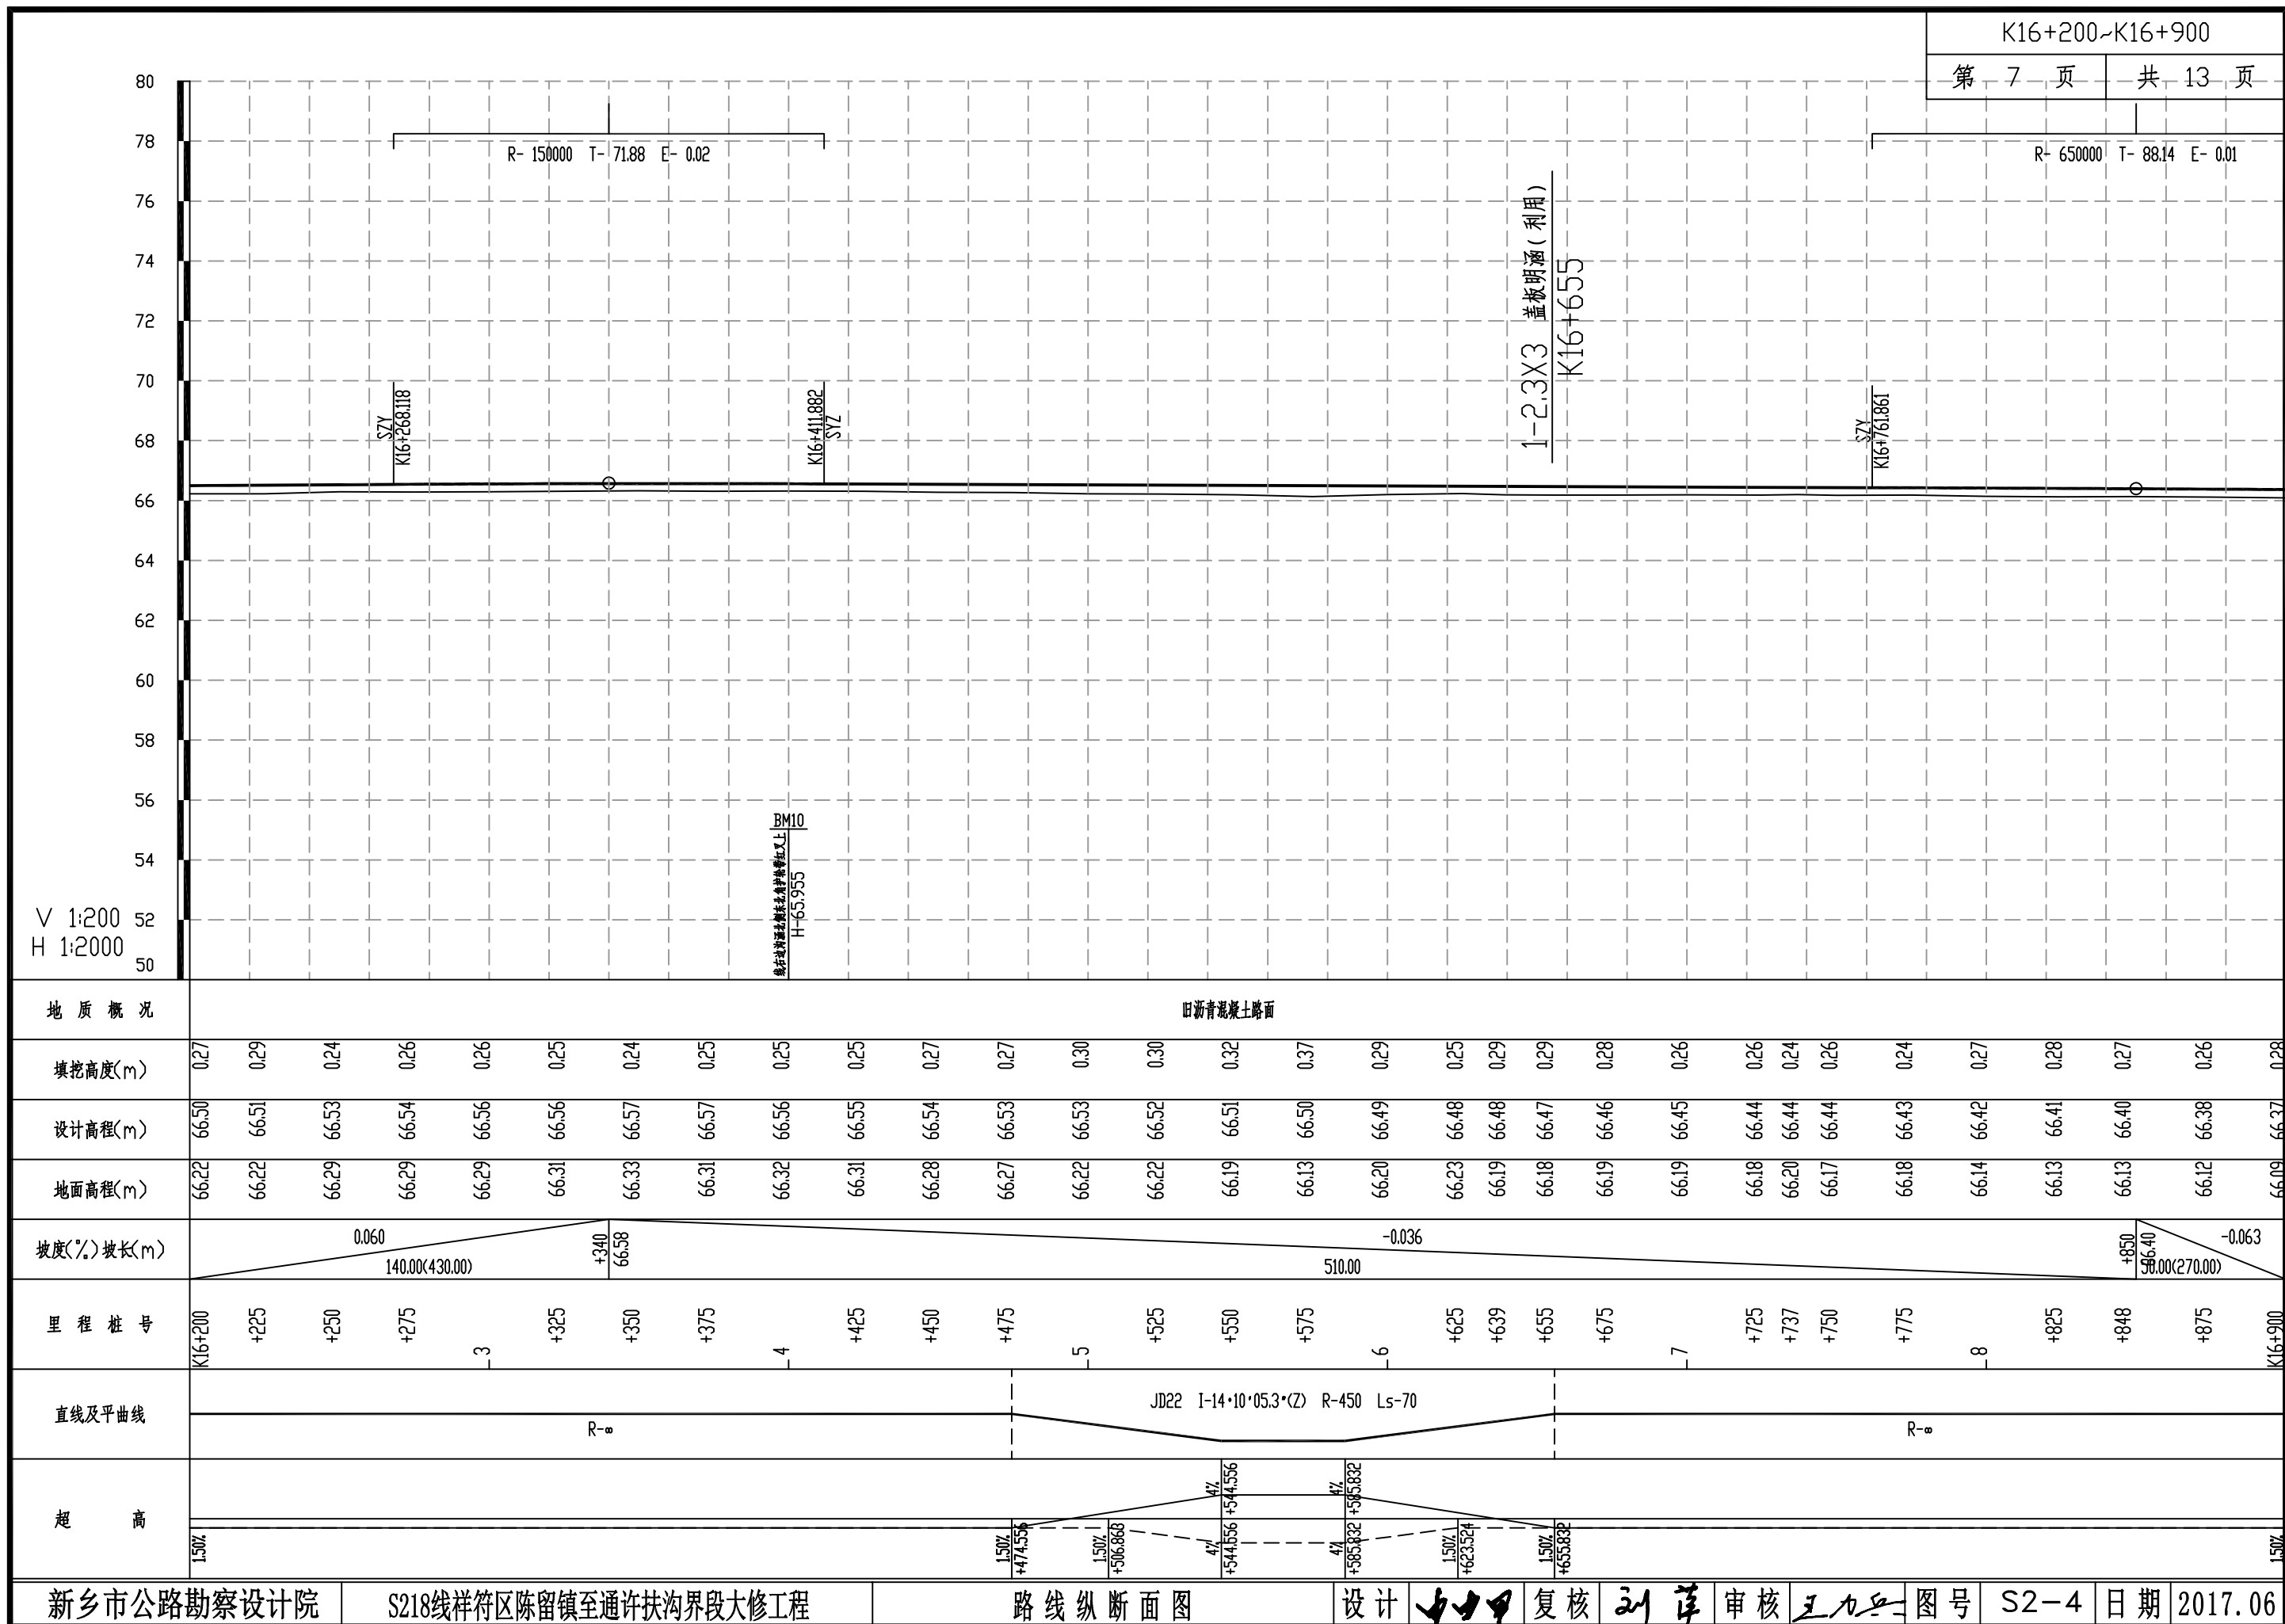 K16+200~K16+900
第 7 页 共 13 页
80
78
76
74
72
70
68
66
64
62
60
58
56
54
52
50
V 1:200
H 1:2000
R- 150000 T- 71.88 E- 0.02
R- 650000 T- 88.14 E- 0.01
SZY
K16+268.118
K16+411.882
SYZ
1-2.3X3 盖板明涵(利用)
K16+655
SZY
K16+761.861
BM10
H-65.955
地 质 概 况
旧沥青混凝土路面
填挖高度(m)
0.27 0.29 0.24 0.26 0.26 0.25 0.24 0.25 0.25 0.25 0.27 0.27 0.30 0.30 0.32 0.37 0.29 0.25 0.29 0.29 0.28 0.26 0.26 0.24 0.26 0.24 0.27 0.28 0.27 0.26 0.28
设计高程(m)
66.50 66.51 66.53 66.54 66.56 66.56 66.57 66.57 66.56 66.55 66.54 66.53 66.53 66.52 66.51 66.50 66.49 66.48 66.48 66.47 66.46 66.45 66.44 66.44 66.44 66.43 66.42 66.41 66.40 66.38 66.37
地面高程(m)
66.22 66.22 66.29 66.29 66.29 66.31 66.33 66.31 66.32 66.31 66.28 66.27 66.22 66.22 66.19 66.13 66.20 66.23 66.19 66.18 66.19 66.19 66.18 66.20 66.17 66.18 66.14 66.13 66.13 66.12 66.09
坡度(%)坡长(m)
0.060
140.00(430.00)
+340
66.58
-0.036
510.00
+850
66.40
-0.063
50.00(270.00)
里 程 桩 号
K16+200 +225 +250 +275 3 +325 +350 +375 4 +425 +450 +475 5 +525 +550 +575 6 +625 +639 +655 +675 7 +725 +737 +750 +775 8 +825 +848 +875 K16+900
直线及平曲线
R-∞
JD22 I-14°10'05.3"(Z) R-450 Ls-70
R-∞
超 高
4% +544.556 4% +585.832
1.50% 1.50% +474.556 1.50% +506.863 4% +544.556 4% +585.832 1.50% +623.524 1.50% +655.832 1.50%
新乡市公路勘察设计院 S218线祥符区陈留镇至通许扶沟界段大修工程 路线纵断面图 设计 复核 审核 图号 S2-4 日期 2017.06